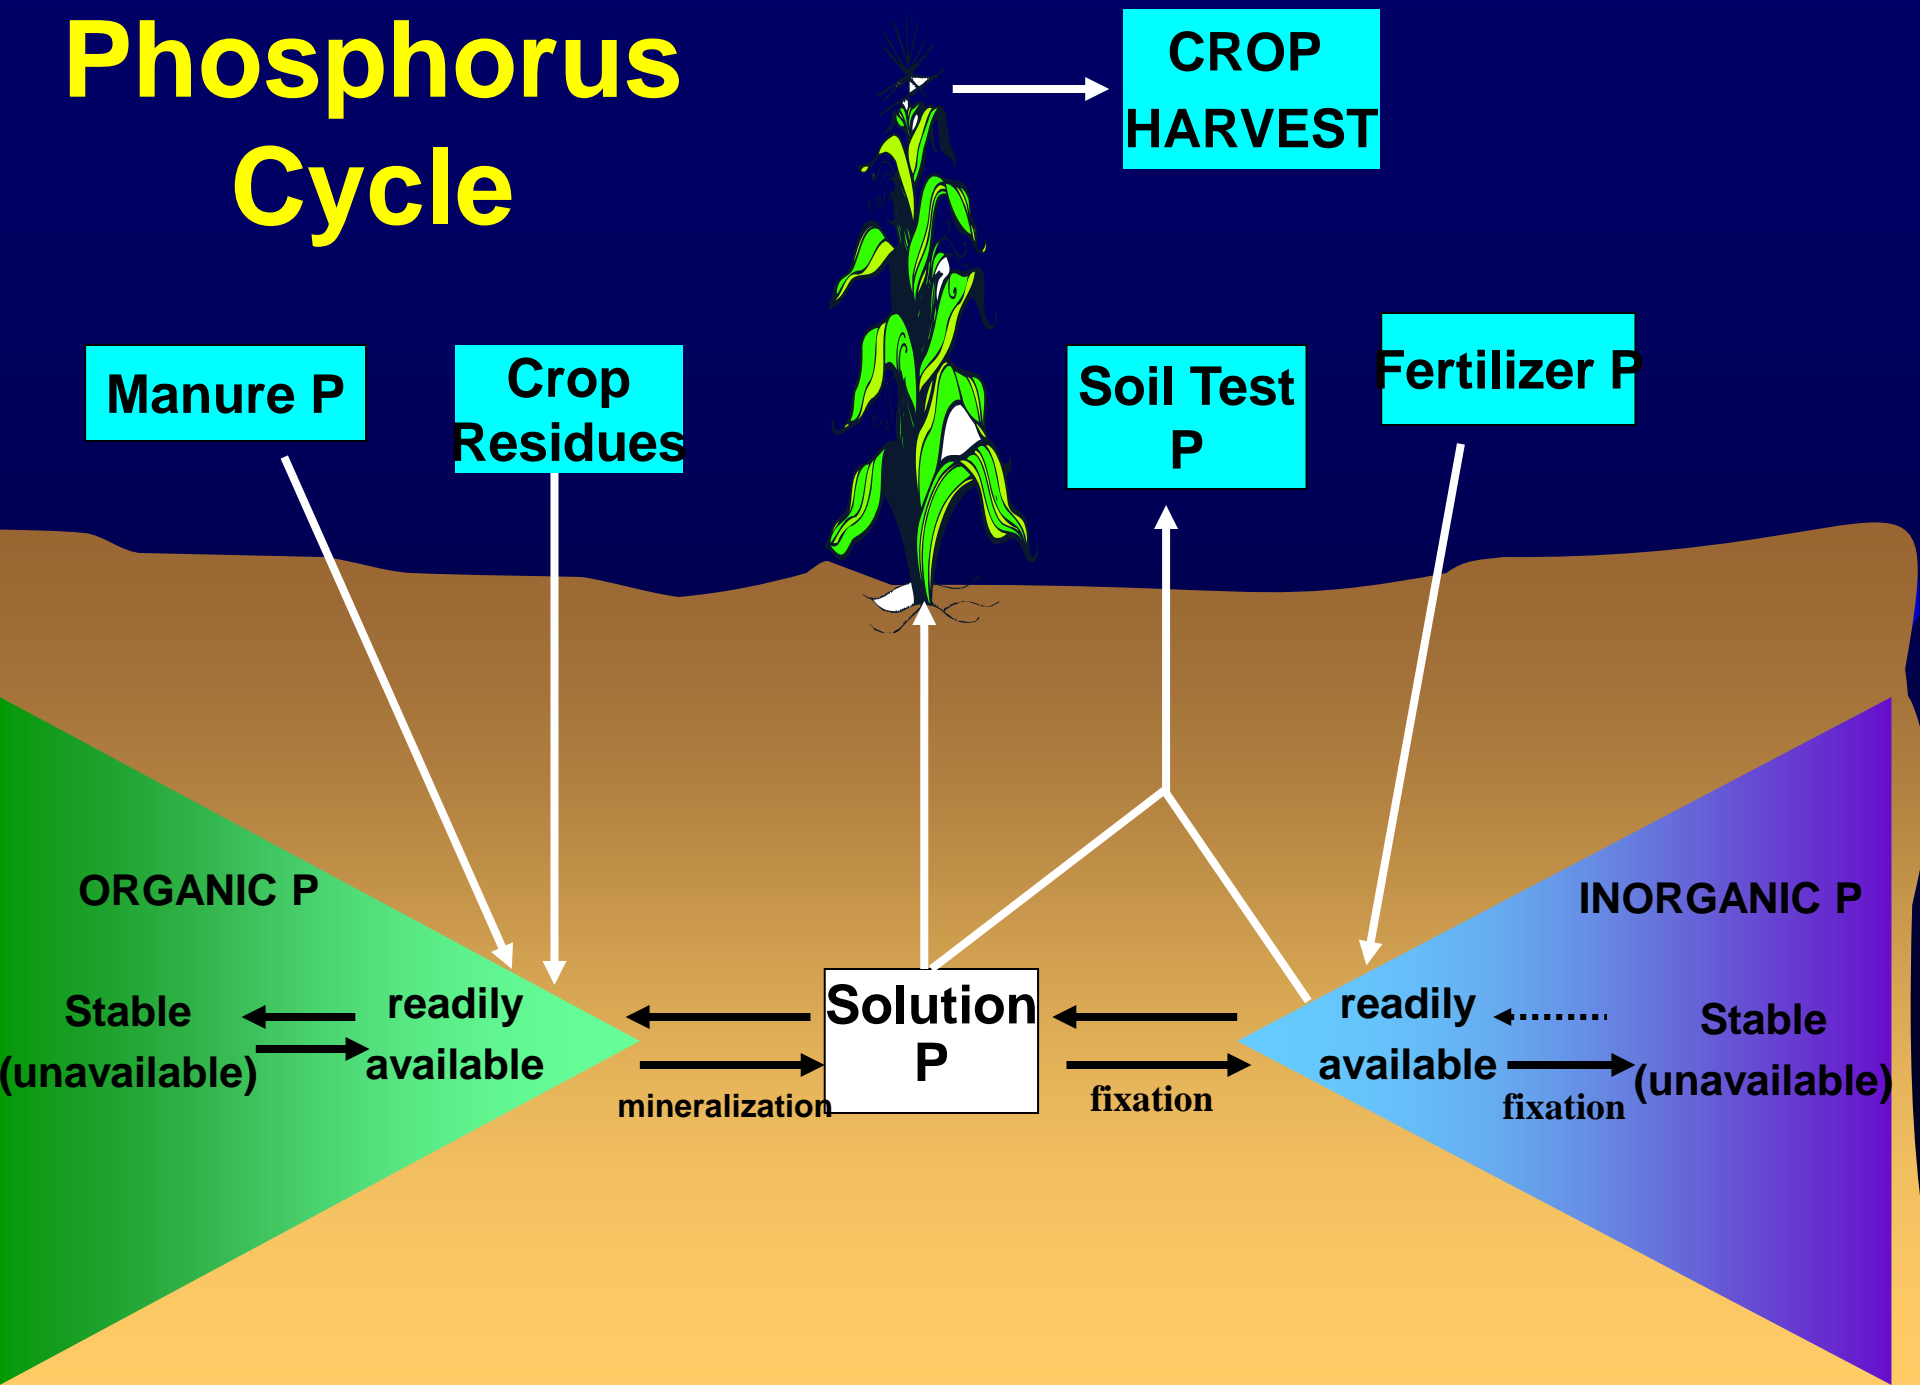 Phosphorus
Cycle
CROP
HARVEST
Manure P
Crop
Residues
Soil Test
P
Fertilizer P
ORGANIC P
INORGANIC P
Stable
(unavailable)
readily
available
mineralization
Solution
P
fixation
readily
available
fixation
Stable
(unavailable)